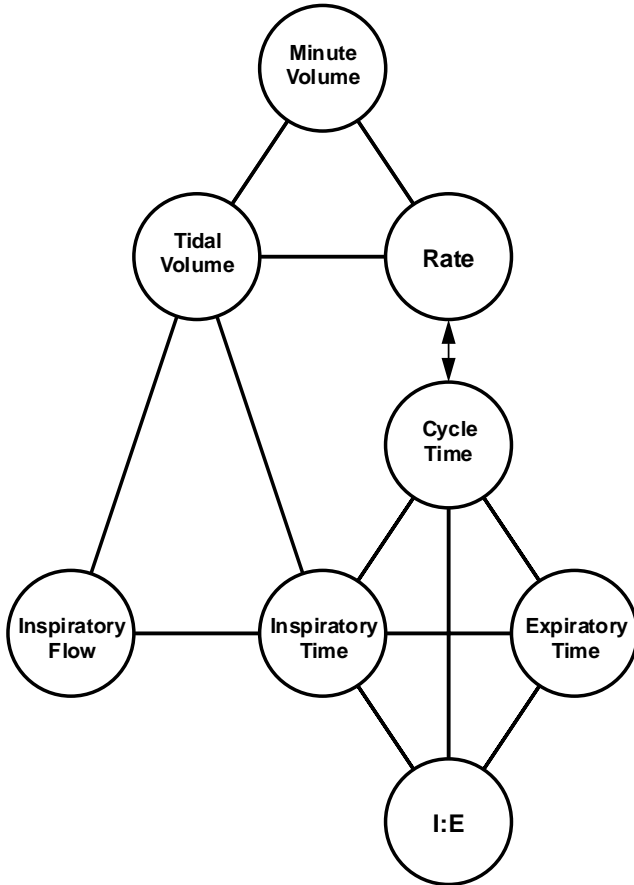 Minute
Volume
Tidal
Volume
Rate
Cycle
Time
Inspiratory
Flow
Inspiratory
Time
Expiratory
Time
I:E